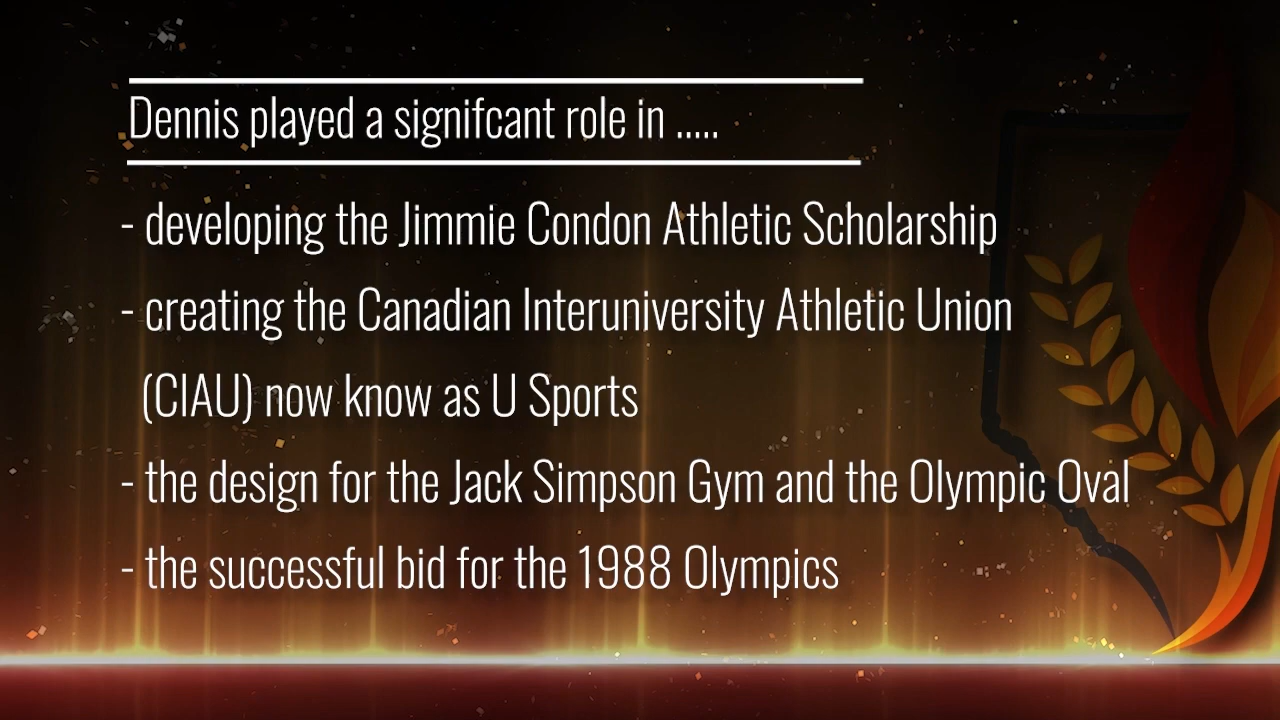 Dennis played a signifcant role in .....
- developing the Jimmie Condon Athletic Scholarship
- creating the Canadian Interuniversity Athletic Union
(CIAU) now know as U Sports
- the design for the Jack Simpson Gym and the Olympic Oval
- the successful bid for the 1988 Olympics